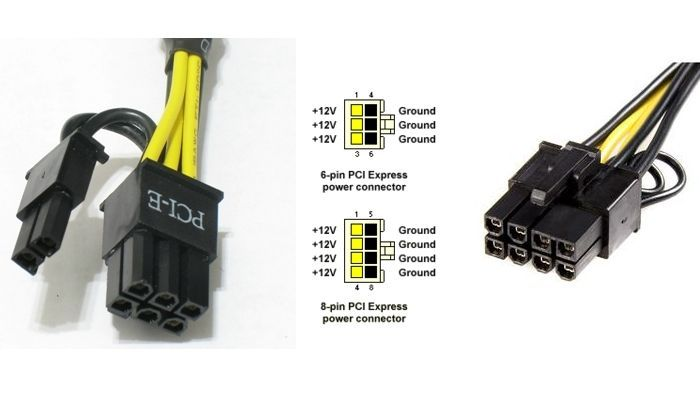 PCI-E
1 4
+12V Ground
+12V Ground
+12V Ground
3 6
6-pin PCI Express
power connector
1 5
+12V Ground
+12V Ground
+12V Ground
+12V Ground
4 8
8-pin PCI Express
power connector